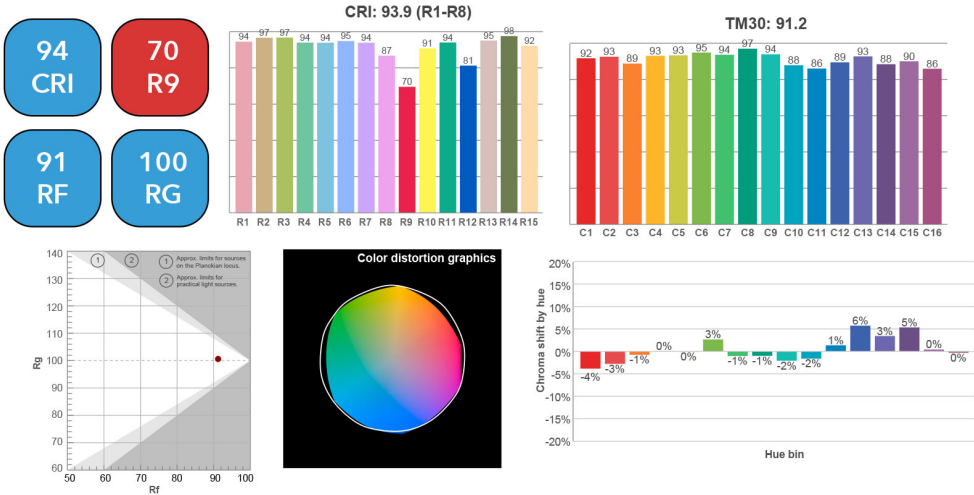 94
CRI
70
R9
91
RF
100
RG
CRI: 93.9 (R1-R8)
94 97 97 94 94 95 94 87 70 91 94 81 95 98 92
R1 R2 R3 R4 R5 R6 R7 R8 R9 R10 R11 R12 R13 R14 R15
TM30: 91.2
92 93 89 93 93 95 94 97 94 88 86 89 93 88 90 86
C1 C2 C3 C4 C5 C6 C7 C8 C9 C10 C11 C12 C13 C14 C15 C16
140
130
120
110
100
90
80
70
60
Rg
1 2
1 Approx. limits for sources
on the Planckian locus.
2 Approx. limits for
practical light sources.
50 60 70 80 90 100
Rf
Color distortion graphics
20%
15%
10%
5%
0%
-5%
-10%
-15%
-20%
Chroma shift by hue
-4% -3% -1% 0% 0% 3% -1% -1% -2% -2% 1% 6% 3% 5% 0% 0%
Hue bin